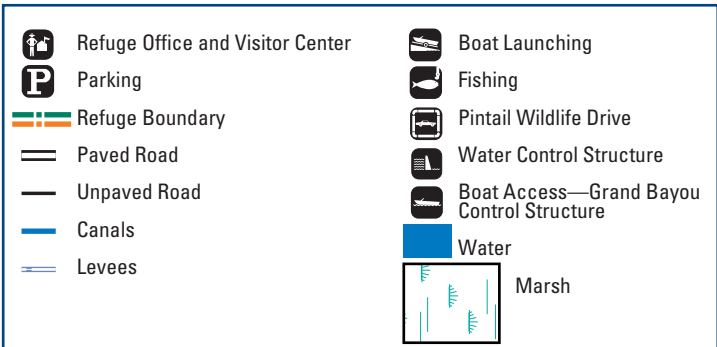 Refuge Office and Visitor Center
P
Parking
Refuge Boundary
Paved Road
Unpaved Road
Canals
Levees
Boat Launching
Fishing
Pintail Wildlife Drive
Water Control Structure
Boat Access—Grand Bayou
Control Structure
Water
Marsh